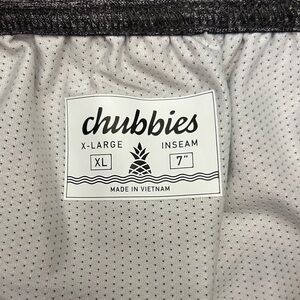 chubbies
X-LARGE INSEAM
XL 7"
MADE IN VIETNAM